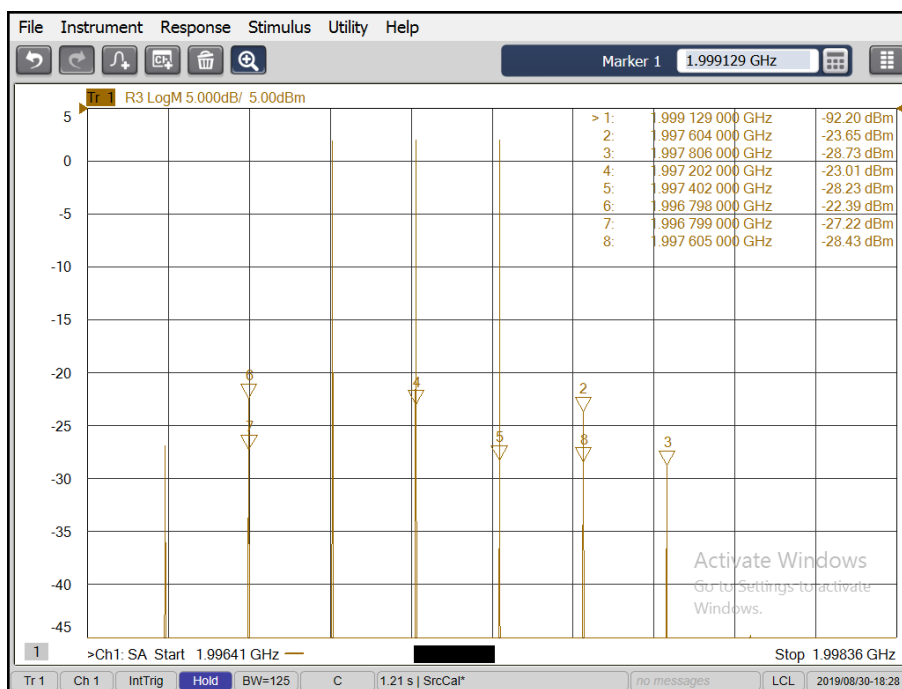 File Instrument Response Stimulus Utility Help
Marker 1 1.999129 GHz
Tr 1 R3 LogM 5.000dB/ 5.00dBm
> 1: 1.999 129 000 GHz -92.20 dBm
2: 1.997 604 000 GHz -23.65 dBm
3: 1.997 806 000 GHz -28.73 dBm
4: 1.997 202 000 GHz -23.01 dBm
5: 1.997 402 000 GHz -28.23 dBm
6: 1.996 798 000 GHz -22.39 dBm
7: 1.996 799 000 GHz -27.22 dBm
8: 1.997 605 000 GHz -28.43 dBm
5
0
-5
-10
-15
-20
-25
-30
-35
-40
-45
6
7
4
5
2
8
3
Activate Windows
Go to Settings to activate
Windows.
1 >Ch1: SA Start 1.99641 GHz Stop 1.99836 GHz
Tr 1 Ch 1 IntTrig Hold BW=125 C 1.21 s | SrcCal* no messages LCL 2019/08/30-18:28